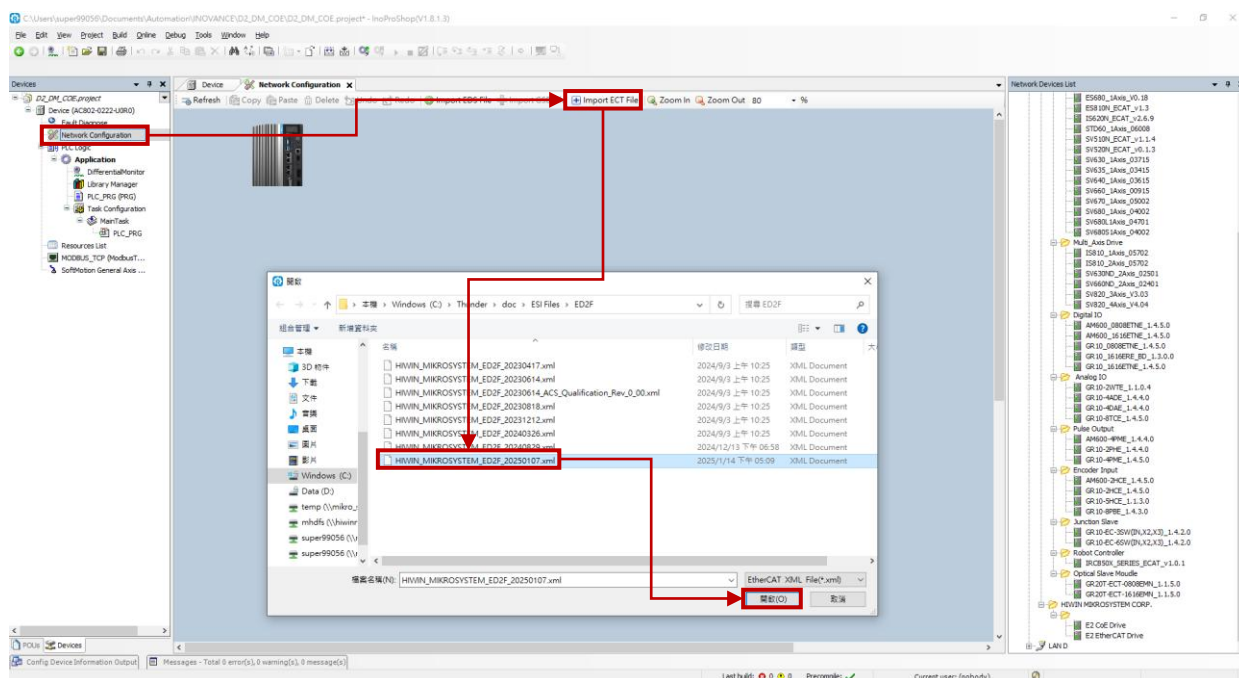 C:\Users\super99056\Documents\Automation\INOVANCE\D2_DM_COE\D2_DM_COE.project* - InoProShop(V1.8.1.3)
File Edit View Project Build Online Debug Tools Window Help
Devices
D2_DM_COE.project
Device (AC802-0222-U0R0)
Fault Diagnose
Network Configuration
PLC Logic
Application
DifferentialMonitor
Library Manager
PLC_PRG (PRG)
Task Configuration
MainTask
PLC_PRG
Resources List
MODBUS_TCP (ModbusT...
SoftMotion General Axis ...
POUs Devices
Device Network Configuration X
Refresh Copy Paste Delete Undo Redo Import EDS File Import ECT File Zoom In Zoom Out 80 %
開啟
本機 > Windows (C:) > Thunder > doc > ESI Files > ED2F
搜尋 ED2F
組合管理 新增資料夾
本機
3D 物件
下載
文件
音樂
桌面
圖片
影片
Windows (C:)
Data (D:)
temp (\\mikro_
mhdfs (\\hiwinr
super99056 (\\
super99056 (\\
名稱 修改日期 類型 大
HIWIN_MIKROSYSTEM_ED2F_20230417.xml 2024/9/3 上午 10:25 XML Document
HIWIN_MIKROSYSTEM_ED2F_20230614.xml 2024/9/3 上午 10:25 XML Document
HIWIN_MIKROSYSTEM_ED2F_20230614_ACS_Qualification_Rev_0_00.xml 2024/9/3 上午 10:25 XML Document
HIWIN_MIKROSYSTEM_ED2F_20230818.xml 2024/9/3 上午 10:25 XML Document
HIWIN_MIKROSYSTEM_ED2F_20231212.xml 2024/9/3 上午 10:25 XML Document
HIWIN_MIKROSYSTEM_ED2F_20240326.xml 2024/9/3 上午 10:25 XML Document
HIWIN_MIKROSYSTEM_ED2F_20240829.xml 2024/12/13 下午 06:58 XML Document
HIWIN_MIKROSYSTEM_ED2F_20250107.xml 2025/1/14 下午 05:09 XML Document
檔案名稱(N): HIWIN_MIKROSYSTEM_ED2F_20250107.xml EtherCAT XML File(*.xml)
開啟(O) 取消
Network Devices List
ES680_1Axis_V0.18
ES810N_ECAT_v1.3
IS620N_ECAT_v2.6.9
STD60_1Axis_06008
SV510N_ECAT_v1.1.4
SV520N_ECAT_v0.1.3
SV630_1Axis_03715
SV635_1Axis_03415
SV640_1Axis_03615
SV660_1Axis_00915
SV670_1Axis_05002
SV680_1Axis_04002
SV680L1Axis_04701
SV680S1Axis_04002
Multi_Axis Drive
IS810_1Axis_05702
IS810_2Axis_05702
SV630ND_2Axis_02501
SV660ND_2Axis_02401
SV820_3Axis_V3.03
SV820_4Axis_V4.04
Digital IO
AM600_0808ETNE_1.4.5.0
AM600_1616ETNE_1.4.5.0
GR10_0808ETNE_1.4.5.0
GR10_1616ERE_BD_1.3.0.0
GR10_1616ETNE_1.4.5.0
Analog IO
GR10-2WTE_1.1.0.4
GR10-4ADE_1.4.4.0
GR10-4DAE_1.4.4.0
GR10-8TCE_1.4.5.0
Pulse Output
AM600-4PME_1.4.4.0
GR10-2PHE_1.4.4.0
GR10-4PME_1.4.5.0
Encoder Input
AM600-2HCE_1.4.5.0
GR10-2HCE_1.4.5.0
GR10-5HCE_1.1.3.0
GR10-8PBE_1.4.3.0
Junction Slave
GR10-EC-3SW(IN,X2,X3)_1.4.2.0
GR10-EC-6SW(IN,X2,X3)_1.4.2.0
Robot Controller
IRCB50X_SERIES_ECAT_v1.0.1
Optical Slave Moudle
GR20T-ECT-0808EMN_1.1.5.0
GR20T-ECT-1616EMN_1.1.5.0
HIWIN MIKROSYSTEM CORP.
E2 CoE Drive
E2 EtherCAT Drive
LAN D
Config Device Information Output Messages - Total 0 error(s), 0 warning(s), 0 message(s)
Last build: 0 0 Precompile: Current user: (nobody)